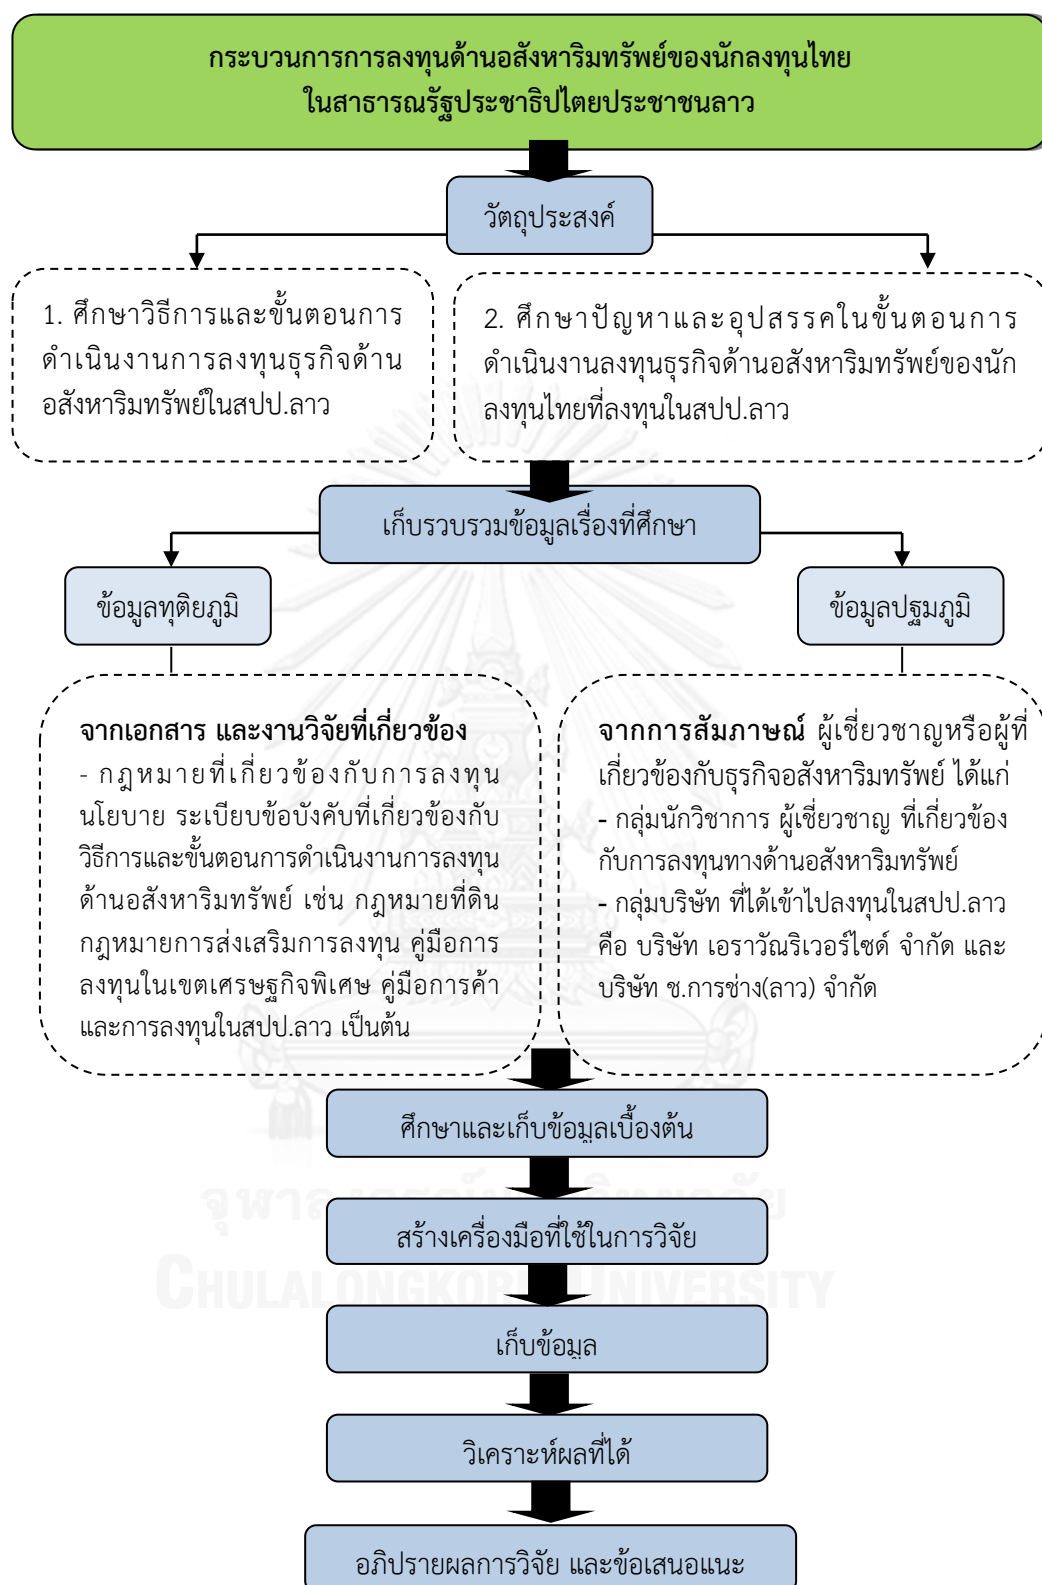 กระบวนการการลงทุนด้านอสังหาริมทรัพย์ของนักลงทุนไทย
ในสาธารณรัฐประชาธิปไตยประชาชนลาว
วัตถุประสงค์
1. ศึกษาวิธีการและขั้นตอนการ
ดำเนินงานการลงทุนธุรกิจด้าน
อสังหาริมทรัพย์ในสปป.ลาว
2. ศึกษาปัญหาและอุปสรรคในขั้นตอนการ
ดำเนินงานลงทุนธุรกิจด้านอสังหาริมทรัพย์ของนัก
ลงทุนไทยที่ลงทุนในสปป.ลาว
เก็บรวบรวมข้อมูลเรื่องที่ศึกษา
ข้อมูลทุติยภูมิ
ข้อมูลปฐมภูมิ
จากเอกสาร และงานวิจัยที่เกี่ยวข้อง
- กฎหมายที่เกี่ยวข้องกับการลงทุน
นโยบาย ระเบียบข้อบังคับที่เกี่ยวข้องกับ
วิธีการและขั้นตอนการดำเนินงานการลงทุน
ด้านอสังหาริมทรัพย์ เช่น กฎหมายที่ดิน
กฎหมายการส่งเสริมการลงทุน คู่มือการ
ลงทุนในเขตเศรษฐกิจพิเศษ คู่มือการค้า
และการลงทุนในสปป.ลาว เป็นต้น
จากการสัมภาษณ์ ผู้เชี่ยวชาญหรือผู้ที่
เกี่ยวข้องกับธุรกิจอสังหาริมทรัพย์ ได้แก่
- กลุ่มนักวิชาการ ผู้เชี่ยวชาญ ที่เกี่ยวข้อง
กับการลงทุนทางด้านอสังหาริมทรัพย์
- กลุ่มบริษัท ที่ได้เข้าไปลงทุนในสปป.ลาว
คือ บริษัท เอราวัณริเวอร์ไซด์ จำกัด และ
บริษัท ช.การช่าง(ลาว) จำกัด
ศึกษาและเก็บข้อมูลเบื้องต้น
สร้างเครื่องมือที่ใช้ในการวิจัย
CHULALONGKORN UNIVERSITY
เก็บข้อมูล
วิเคราะห์ผลที่ได้
อภิปรายผลการวิจัย และข้อเสนอแนะ